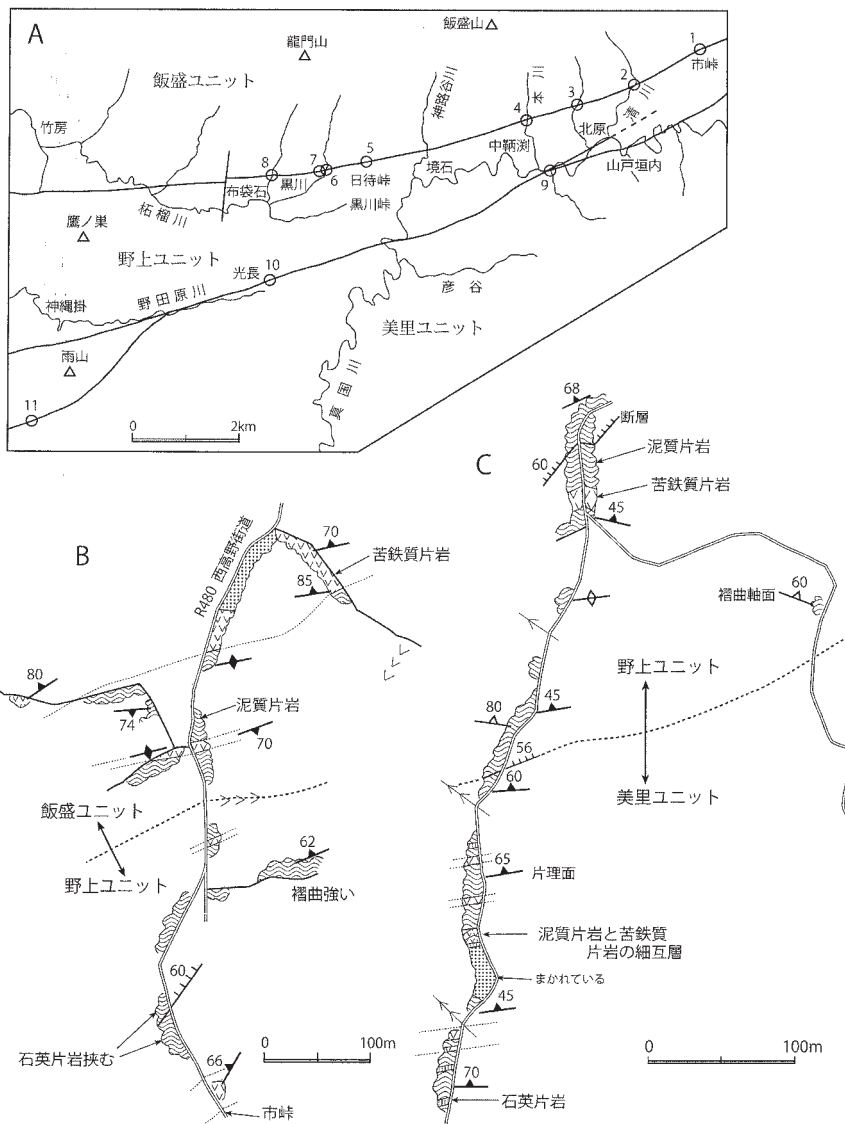 A
飯盛山
龍門山
飯盛ユニット
竹房
神路谷川
本川
清川
1
市峠
2
3
北原
4
中鞆渕
5
日待峠
境石
山戸垣内
8
7
6
布袋石
黒川
黒川峠
柘榴川
9
鷹ノ巣
野上ユニット
光長
10
神縄掛
野田原川
彦谷
美里ユニット
真国川
雨山
11
0
2km
B
R480 西高野街道
70
苦鉄質片岩
85
80
74
泥質片岩
70
飯盛ユニット
野上ユニット
62
褶曲強い
60
石英片岩挟む
66
市峠
0
100m
C
68
断層
泥質片岩
60
苦鉄質片岩
45
褶曲軸面
60
野上ユニット
80
45
56
60
美里ユニット
65
片理面
泥質片岩と苦鉄質
片岩の細互層
まかれている
45
70
石英片岩
0
100m